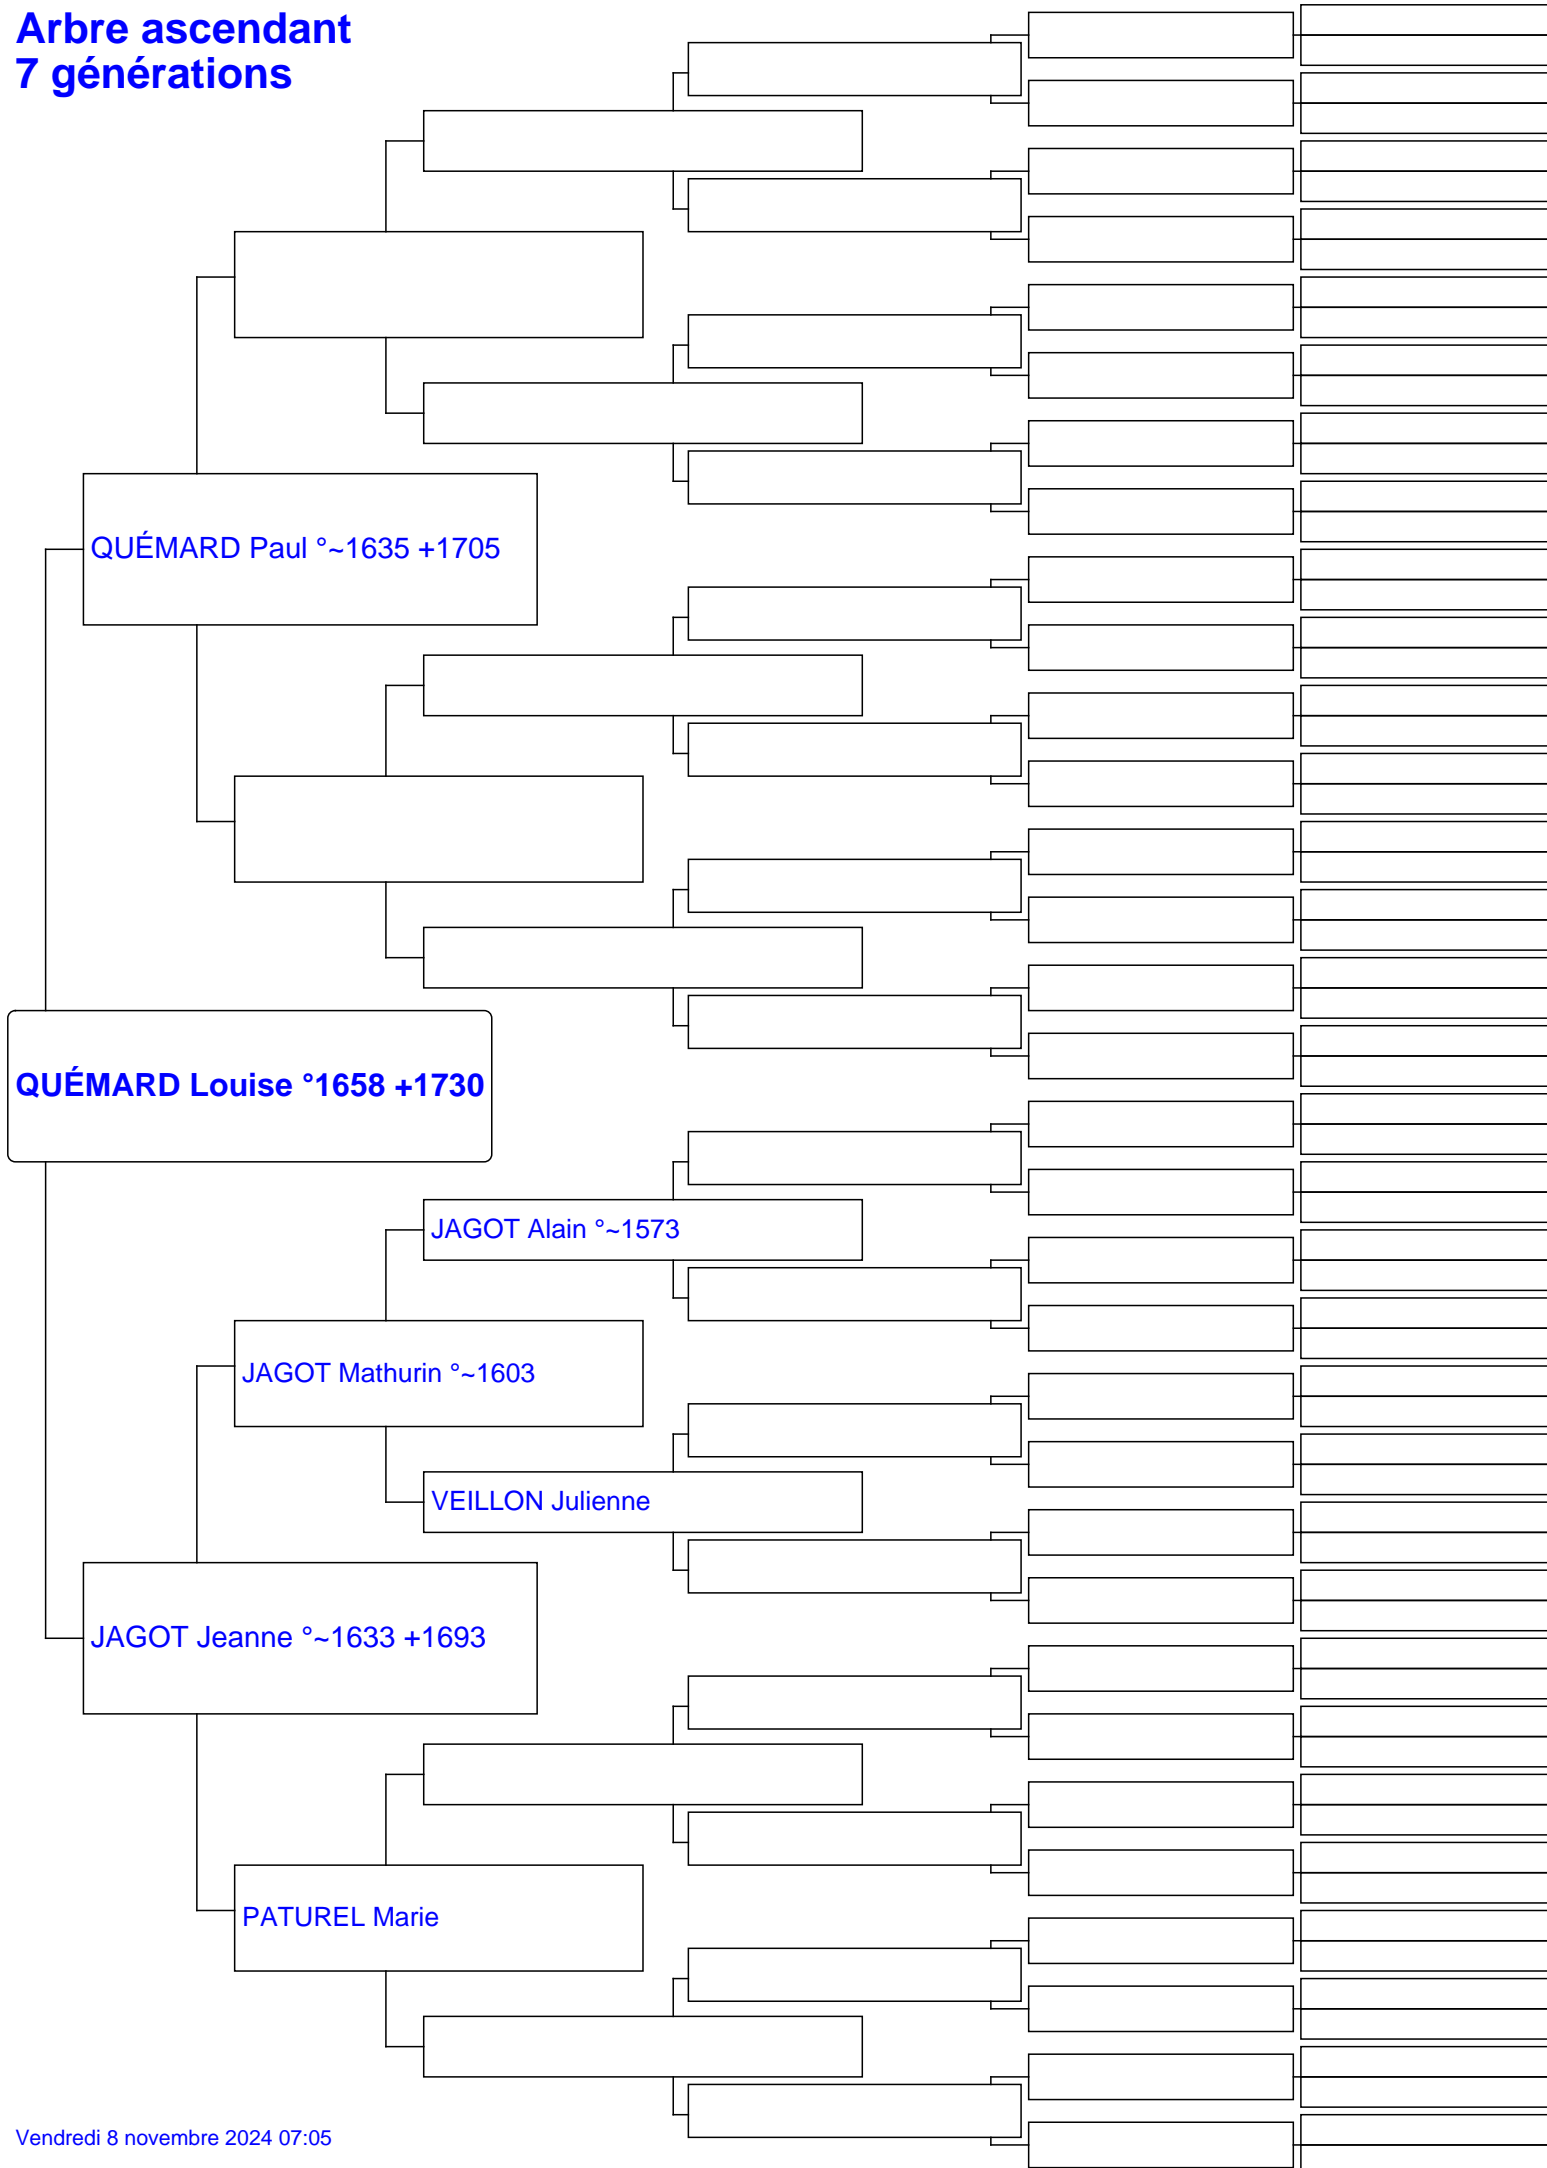 Arbre ascendant
7 générations
QUÉMARD Paul °~1635 +1705
QUÉMARD Louise °1658 +1730
JAGOT Alain °~1573
JAGOT Mathurin °~1603
VEILLON Julienne
JAGOT Jeanne °~1633 +1693
PATUREL Marie
Vendredi 8 novembre 2024 07:05